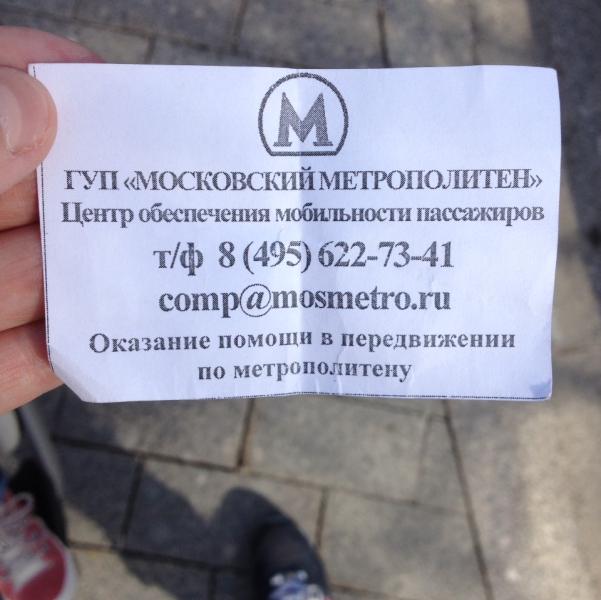 М
ГУП «МОСКОВСКИЙ МЕТРОПОЛИТЕН»
Центр обеспечения мобильности пассажиров
т/ф 8 (495) 622-73-41
comp@mosmetro.ru
Оказание помощи в передвижении
по метрополитену